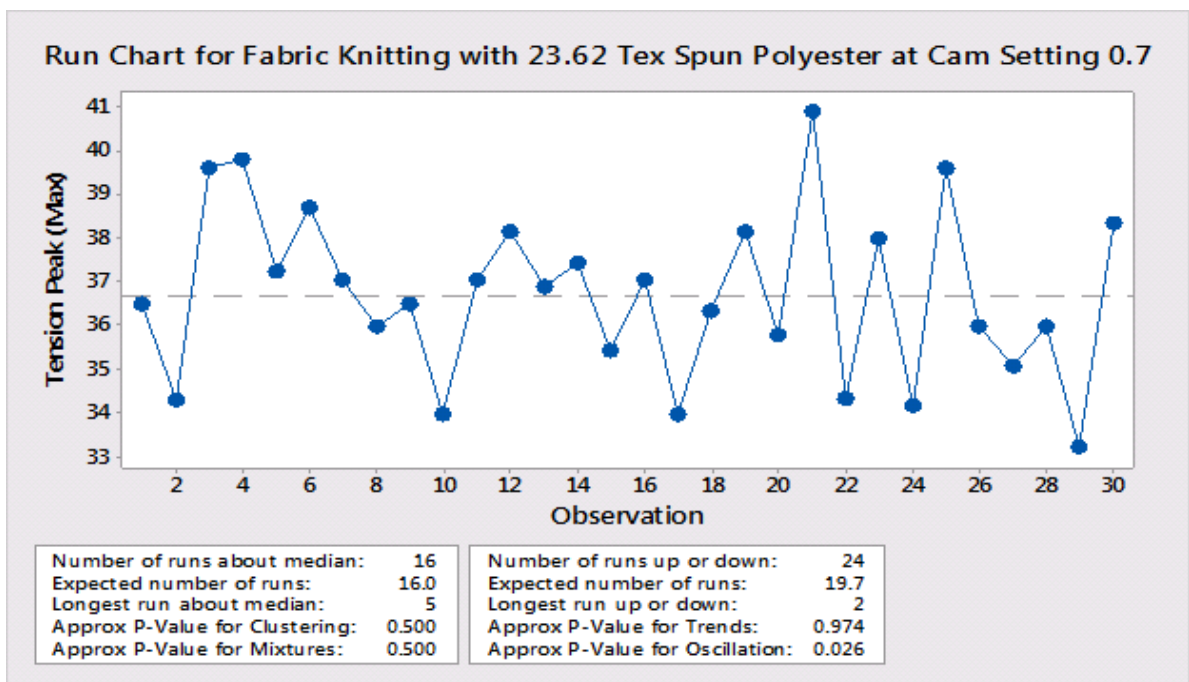 Run Chart for Fabric Knitting with 23.62 Tex Spun Polyester at Cam Setting 0.7
Tension Peak (Max)
41
40
39
38
37
36
35
34
33
2 4 6 8 10 12 14 16 18 20 22 24 26 28 30
Observation
Number of runs about median: 16
Expected number of runs: 16.0
Longest run about median: 5
Approx P-Value for Clustering: 0.500
Approx P-Value for Mixtures: 0.500
Number of runs up or down: 24
Expected number of runs: 19.7
Longest run up or down: 2
Approx P-Value for Trends: 0.974
Approx P-Value for Oscillation: 0.026